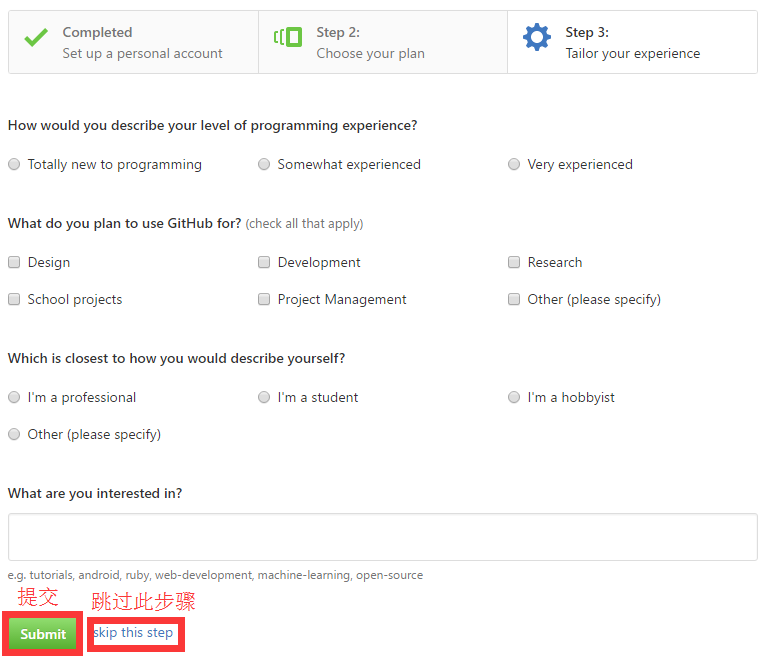 Completed
Set up a personal account
Step 2:
Choose your plan
Step 3:
Tailor your experience
How would you describe your level of programming experience?
Totally new to programming
Somewhat experienced
Very experienced
What do you plan to use GitHub for? (check all that apply)
Design
Development
Research
School projects
Project Management
Other (please specify)
Which is closest to how you would describe yourself?
I'm a professional
I'm a student
I'm a hobbyist
Other (please specify)
What are you interested in?
e.g. tutorials, android, ruby, web-development, machine-learning, open-source
提交
跳过此步骤
Submit
skip this step